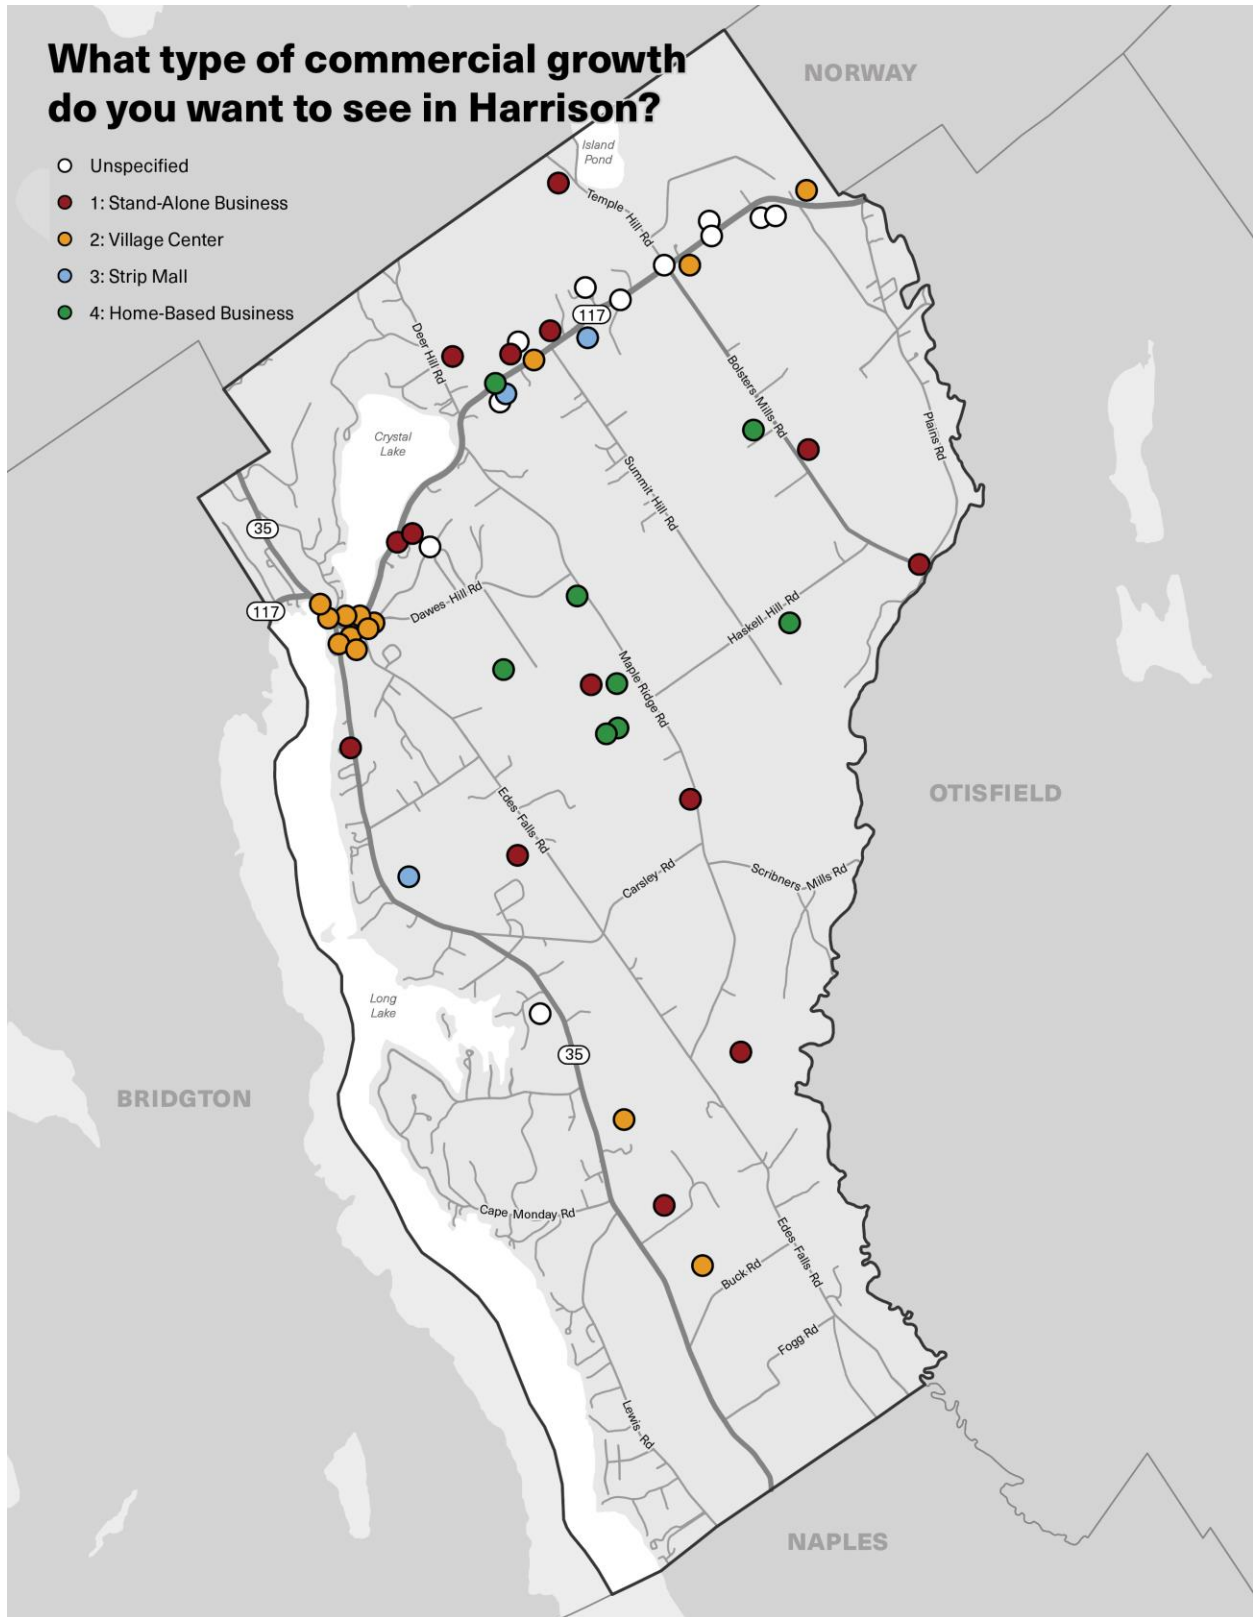 What type of commercial growth
do you want to see in Harrison?
Unspecified
1: Stand-Alone Business
2: Village Center
3: Strip Mall
4: Home-Based Business
NORWAY
Island
Pond
Temple Hill Rd
117
Deer Hill Rd
Bolsters Mills Rd
Plains Rd
Crystal
Lake
Summit Hill Rd
35
117
Dawes Hill Rd
Haskell Hill Rd
Maple Ridge Rd
OTISFIELD
Edes Falls Rd
Carsley Rd
Scribners Mills Rd
Long
Lake
35
BRIDGTON
Cape Monday Rd
Edes Falls Rd
Buck Rd
Fogg Rd
Lewis Rd
NAPLES